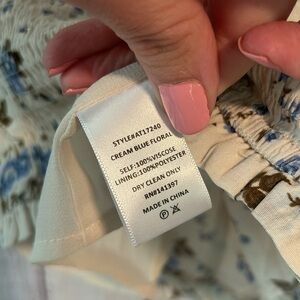 STYLE#AT17240
CREAM BLUE FLORAL
SELF:100%VISCOSE
LINING:100%POLYESTER
DRY CLEAN ONLY
RN#141397
MADE IN CHINA
P